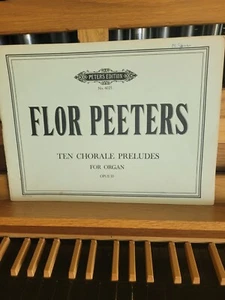 PETERS EDITION
FLOR PEETERS
TEN CHORALE PRELUDES
FOR ORGAN